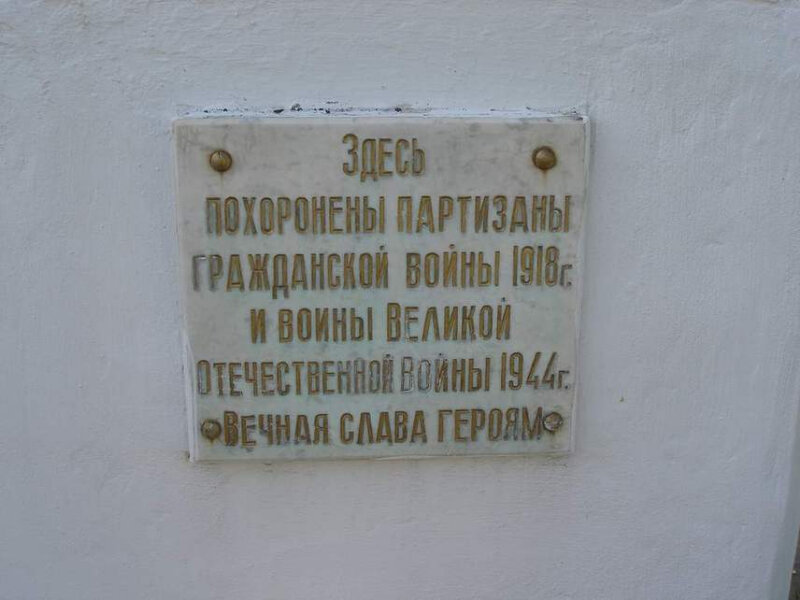 Здесь
похоронены партизаны
гражданской войны 1918г.
и воины Великой
Отечественной Войны 1944г.
Вечная слава героям